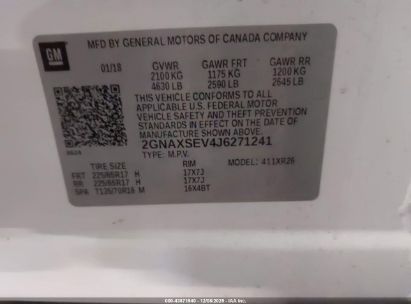 MFD BY GENERAL MOTORS OF CANADA COMPANY
GM
01/18 GVWR GAWR FRT GAWR RR
2100 KG 1175 KG 1200 KG
4630 LB 2590 LB 2645 LB
THIS VEHICLE CONFORMS TO ALL
APPLICABLE U.S. FEDERAL MOTOR
VEHICLE SAFETY AND THEFT PREVENTION
STANDARDS IN EFFECT ON THE DATE OF
MANUFACTURE SHOWN ABOVE.
2GNAXSEV4J6271241
TYPE: M.P.V. MODEL: 411XR26
TIRE SIZE RIM
FRT 225/65R17 H 17X7J
RR 225/65R17 H 17X7J
SPA T135/70R16 M 16X4BT